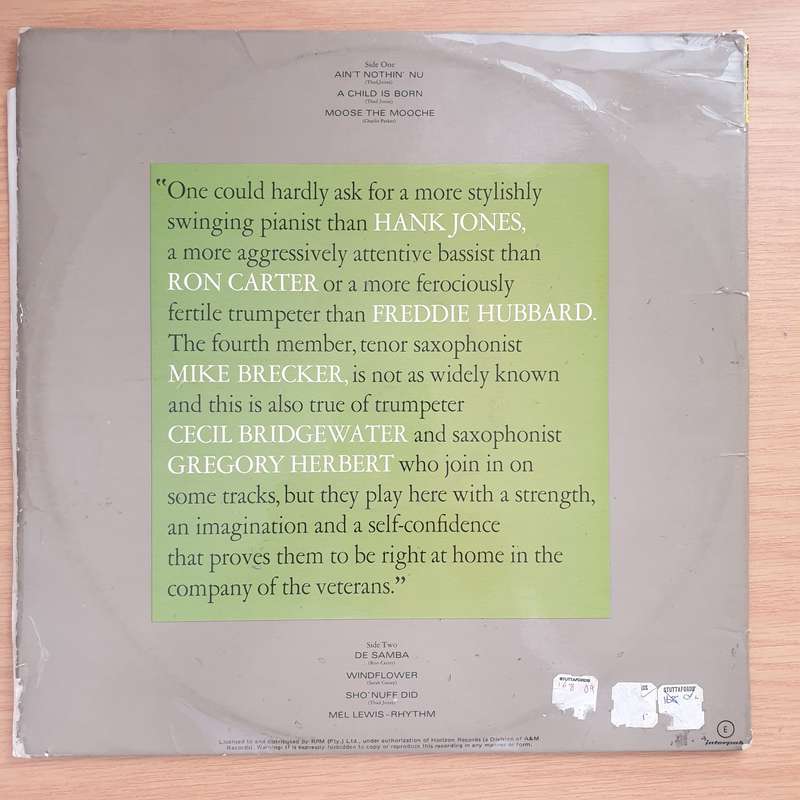 Side One
AIN'T NOTHIN' NU
(Thad Jones)
A CHILD IS BORN
(Thad Jones)
MOOSE THE MOOCHE
(Charlie Parker)
“One could hardly ask for a more stylishly
swinging pianist than HANK JONES,
a more aggressively attentive bassist than
RON CARTER or a more ferociously
fertile trumpeter than FREDDIE HUBBARD.
The fourth member, tenor saxophonist
MIKE BRECKER, is not as widely known
and this is also true of trumpeter
CECIL BRIDGEWATER and saxophonist
GREGORY HERBERT who join in on
some tracks, but they play here with a strength,
an imagination and a self-confidence
that proves them to be right at home in the
company of the veterans.”
Side Two
DE SAMBA
(Ron Carter)
WINDFLOWER
(Sarah Cassey)
SHO' NUFF DID
(Thad Jones)
MEL LEWIS–RHYTHM
STUTTAFORDS
STUTTAFORDS
E
interpak
Licensed to and distributed by RPM (Pty.) Ltd., under authorization of Horizon Records (a Division of A&M
Records). Warning: It is expressly forbidden to copy or reproduce this recording in any manner or form.